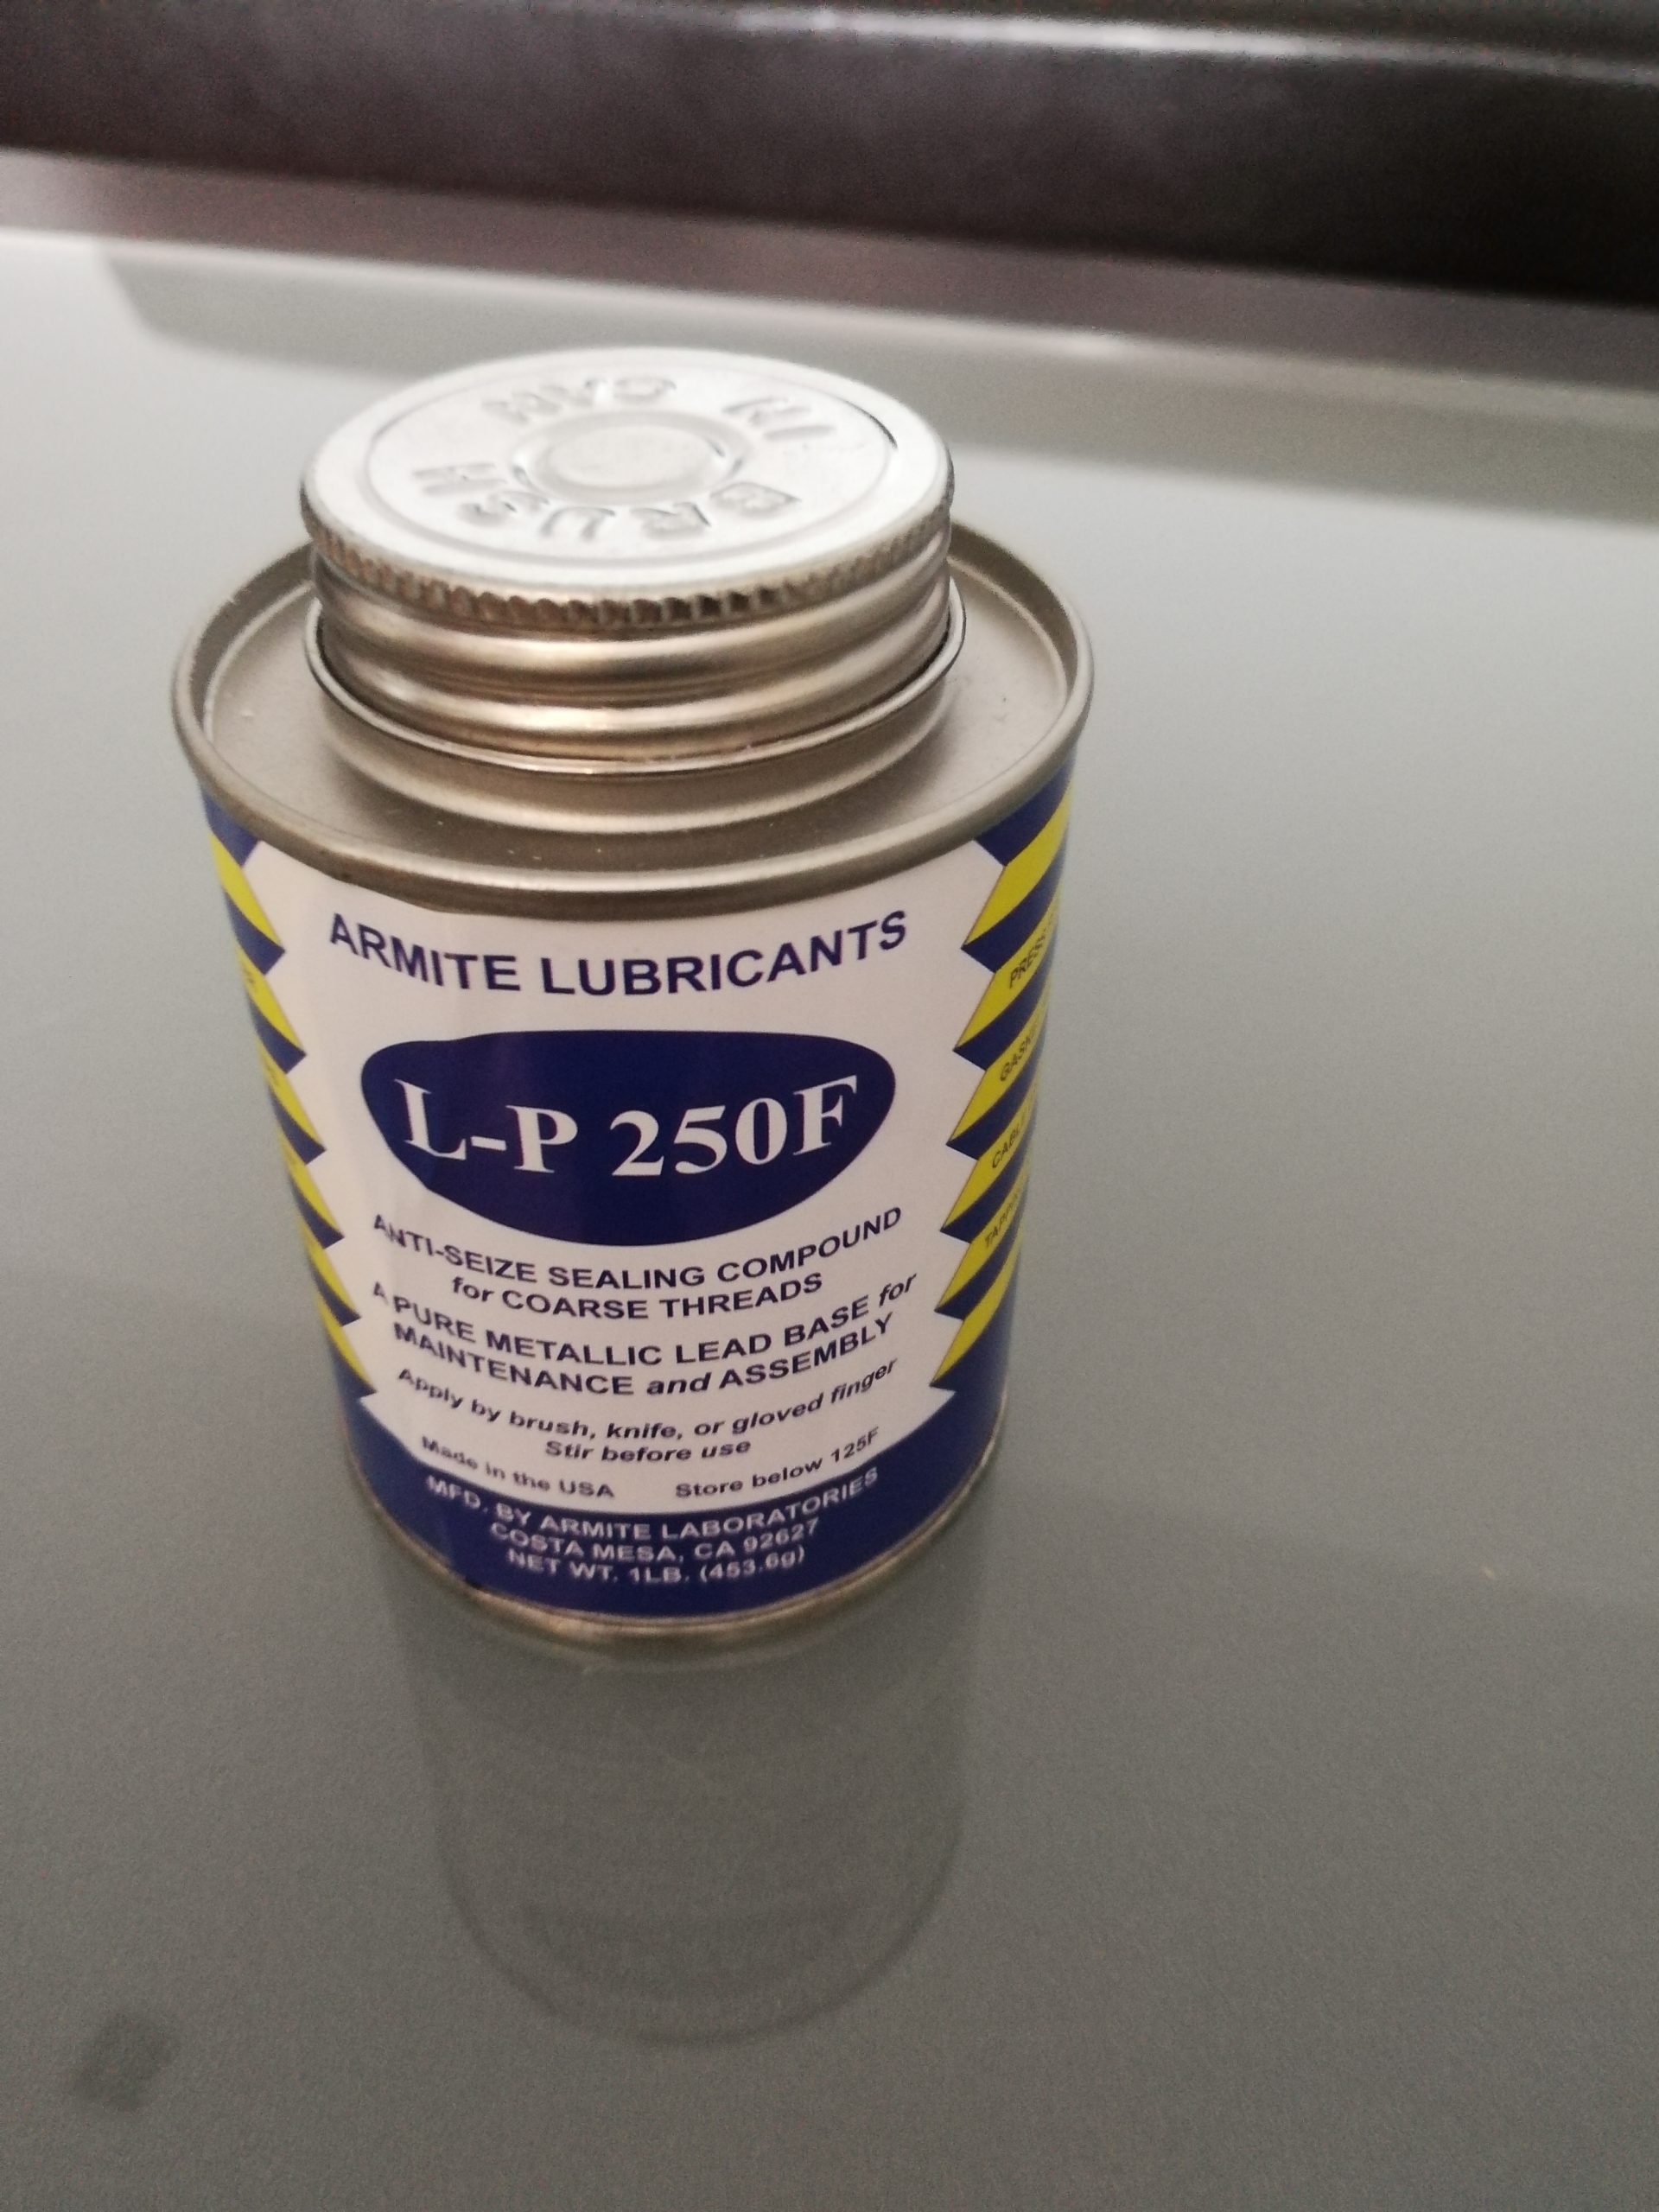 BRUSH
IN CAN
ARMITE LUBRICANTS
L-P 250F
ANTI-SEIZE SEALING COMPOUND
for COARSE THREADS
A PURE METALLIC LEAD BASE for
MAINTENANCE and ASSEMBLY
Apply by brush, knife, or gloved finger
Stir before use
Made in the USA Store below 125F
MFD. BY ARMITE LABORATORIES
COSTA MESA, CA 92627
NET WT. 1LB. (453.6g)